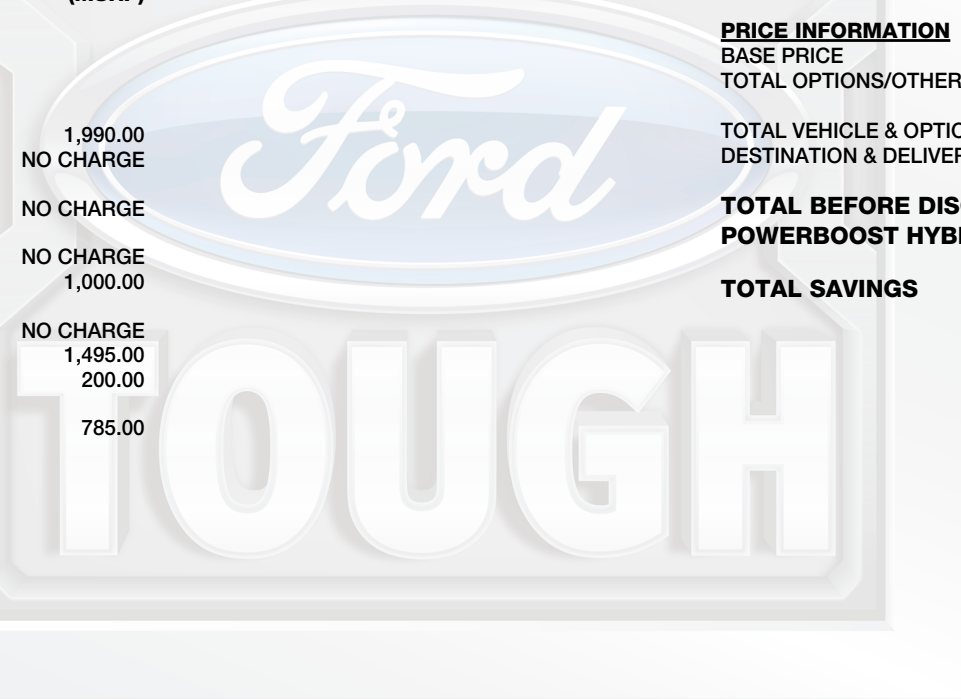 1,990.00
NO CHARGE
NO CHARGE
NO CHARGE
1,000.00
NO CHARGE
1,495.00
200.00
785.00
PRICE INFORMATION
BASE PRICE
TOTAL OPTIONS/OTHER
TOTAL VEHICLE & OPTIO
DESTINATION & DELIVER
TOTAL BEFORE DIS
POWERBOOST HYB
TOTAL SAVINGS
Ford
TOUGH